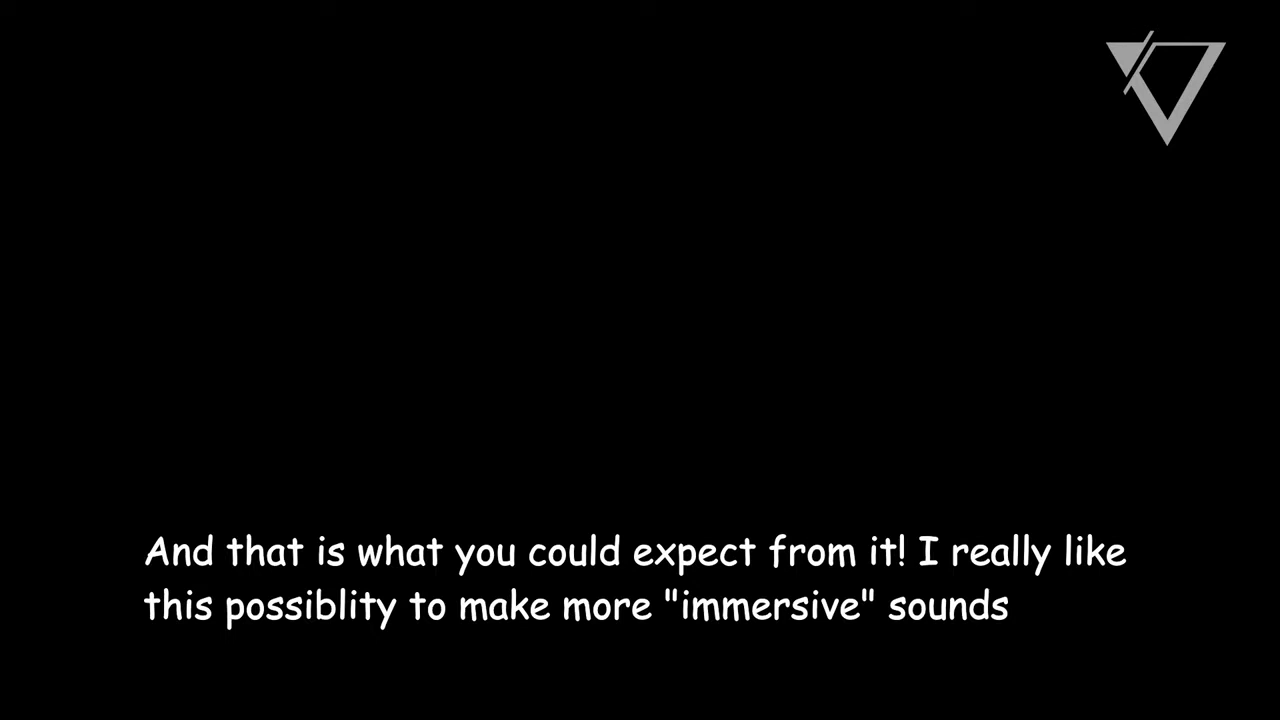 And that is what you could expect from it! I really like
this possiblity to make more "immersive" sounds